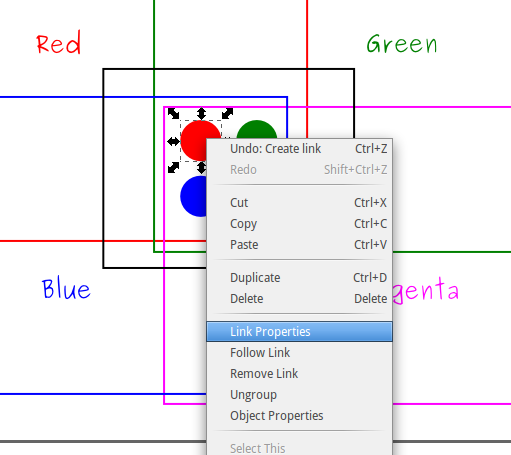 Red
Green
Undo: Create link Ctrl+Z
Redo Shift+Ctrl+Z
Cut Ctrl+X
Copy Ctrl+C
Paste Ctrl+V
Duplicate Ctrl+D
Delete Delete
Blue
genta
Link Properties
Follow Link
Remove Link
Ungroup
Object Properties
Select This